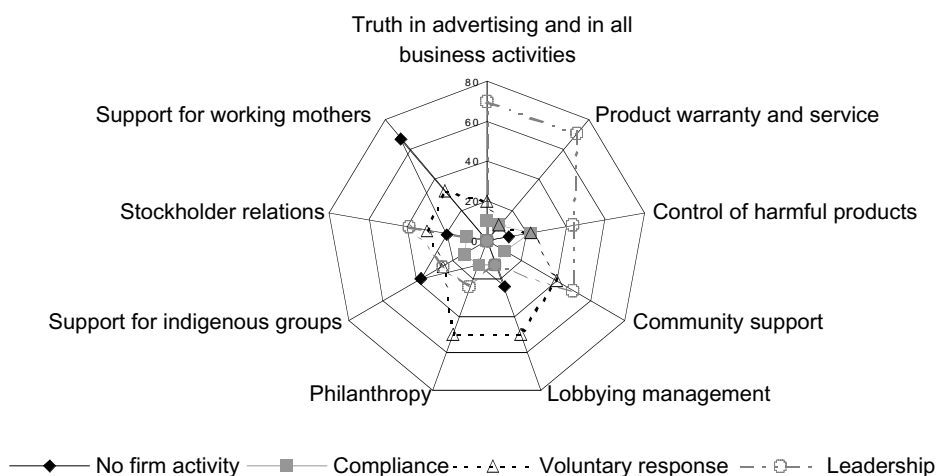 Truth in advertising and in all
business activities
80
Support for working mothers
Product warranty and service
60
40
Stockholder relations
20
Control of harmful products
0
Support for indigenous groups
Community support
Philanthropy
Lobbying management
No firm activity
Compliance
Voluntary response
Leadership